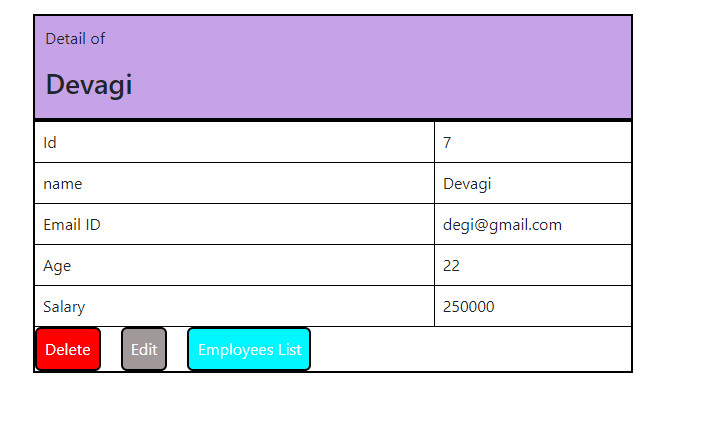 Detail of
Devagi
Id 7
name Devagi
Email ID degi@gmail.com
Age 22
Salary 250000
Delete Edit Employees List